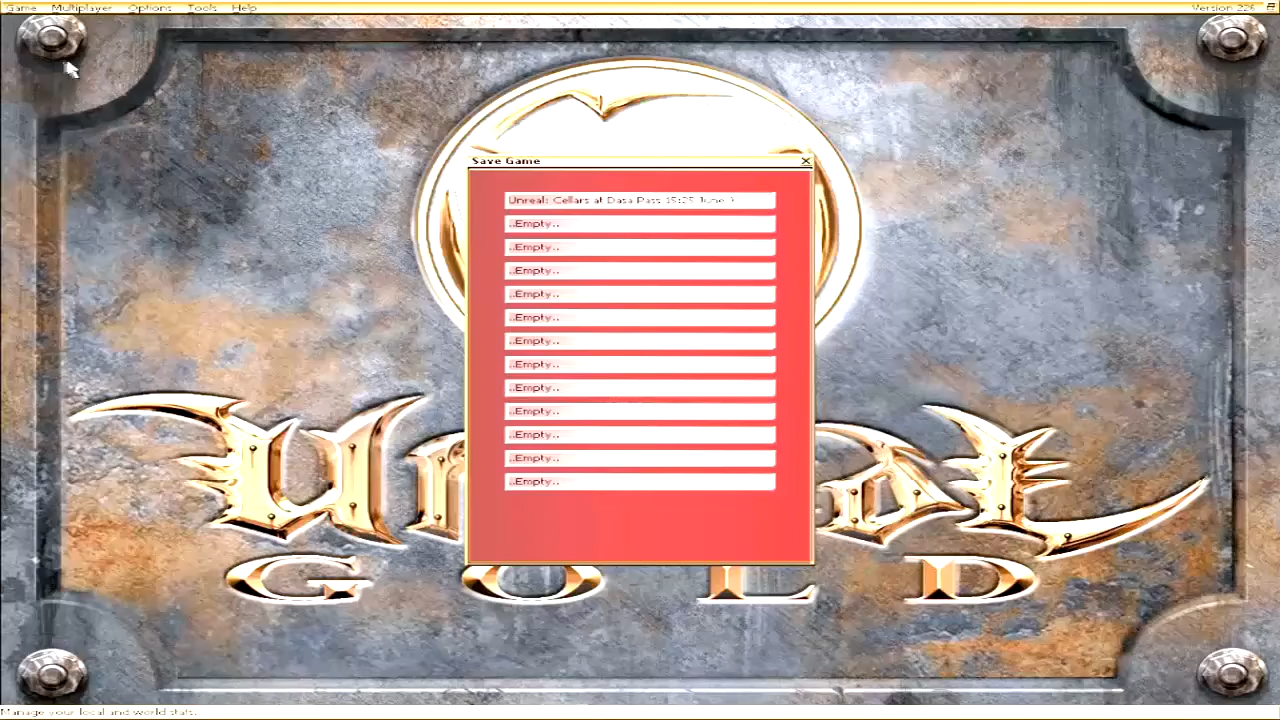 Game Multiplayer Options Tools Help
Version 226
Save Game
Unreal: Cellars at Dasa Pass 15:25 June
..Empty..
..Empty..
..Empty..
..Empty..
..Empty..
..Empty..
..Empty..
..Empty..
..Empty..
..Empty..
..Empty..
..Empty..
GOLD
Manage your local and world stats.